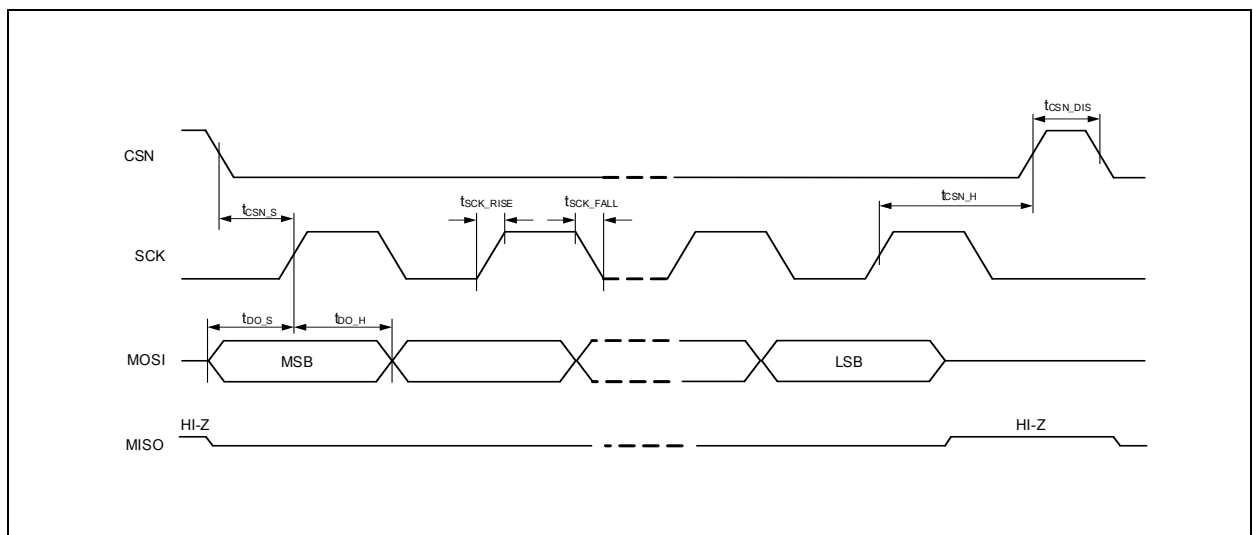 tCSN_DIS
CSN
tCSN_S
tSCK_RISE
tSCK_FALL
tCSN_H
SCK
tDO_S
tDO_H
MOSI
MSB
LSB
HI-Z
HI-Z
MISO